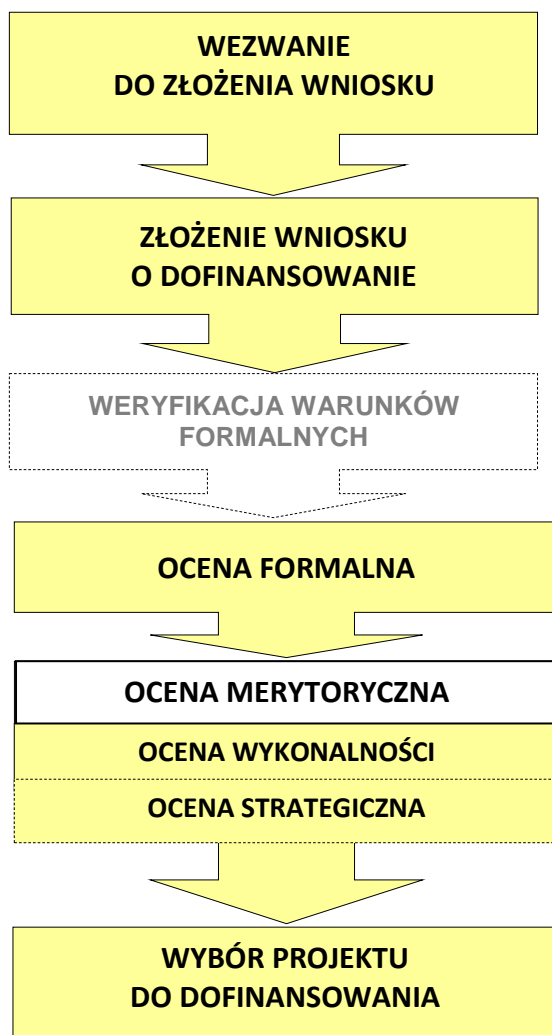 WEZWANIE
DO ZŁOŻENIA WNIOSKU
ZŁOŻENIE WNIOSKU
O DOFINANSOWANIE
WERYFIKACJA WARUNKÓW
FORMALNYCH
OCENA FORMALNA
OCENA MERYTORYCZNA
OCENA WYKONALNOŚCI
OCENA STRATEGICZNA
WYBÓR PROJEKTU
DO DOFINANSOWANIA